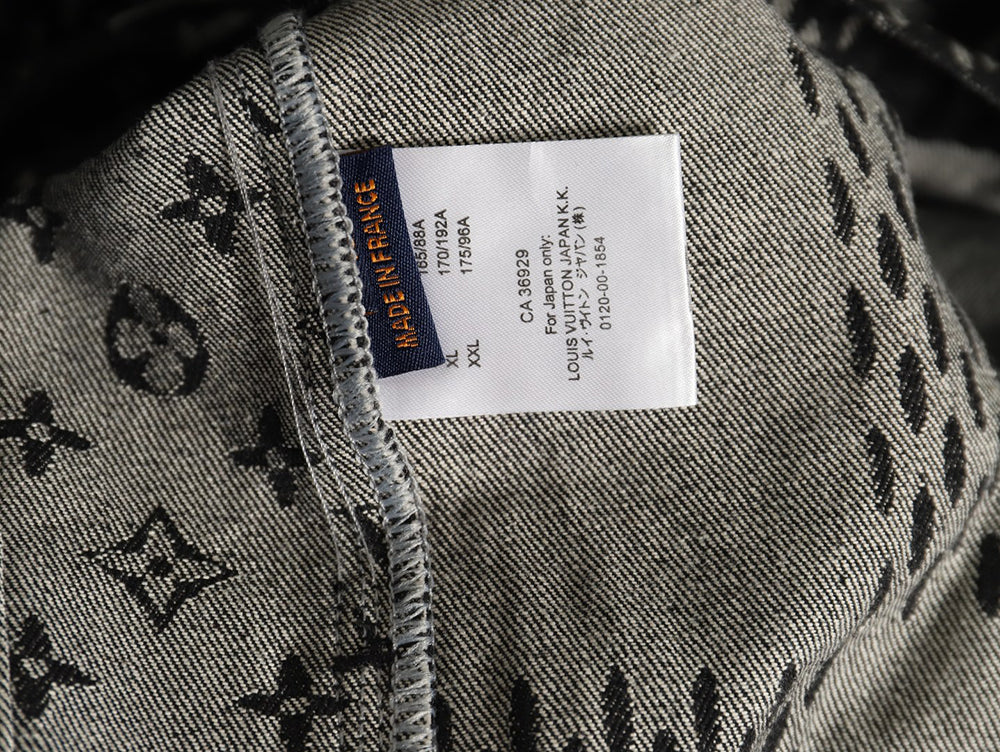 MADE IN FRANCE
165/88A
XL 170/192A
XXL 175/96A
CA 36929
For Japan only:
LOUIS VUITTON JAPAN K.K.
ルイ・ヴィトン ジャパン (株)
0120-00-1854